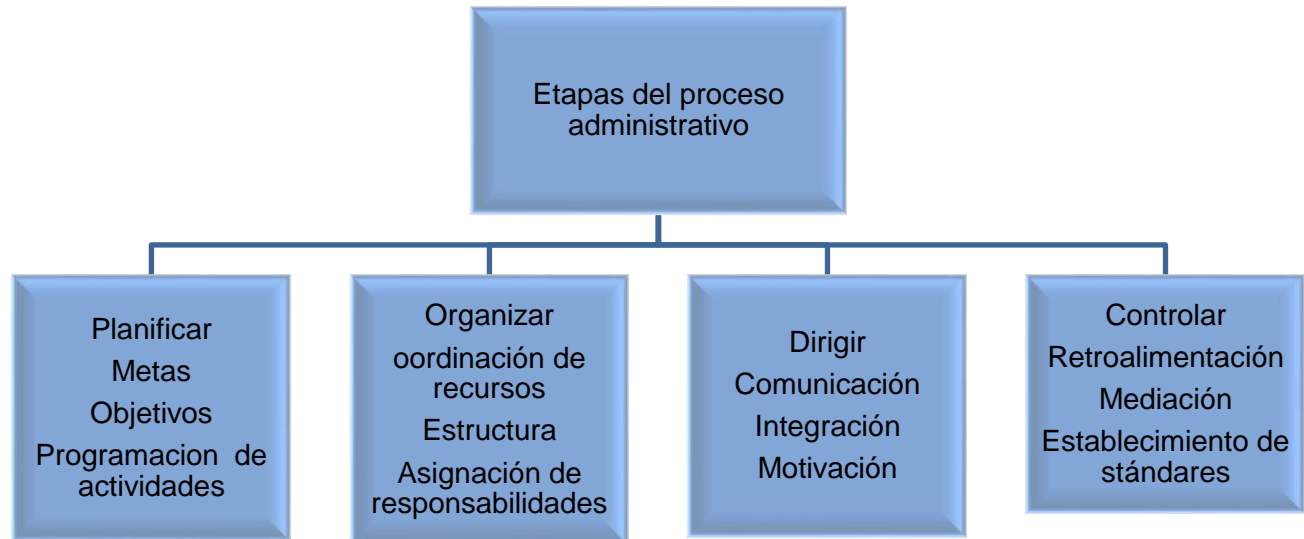 Etapas del proceso
administrativo
Planificar
Metas
Objetivos
Programacion de
actividades
Organizar
oordinación de
recursos
Estructura
Asignación de
responsabilidades
Dirigir
Comunicación
Integración
Motivación
Controlar
Retroalimentación
Mediación
Establecimiento de
stándares